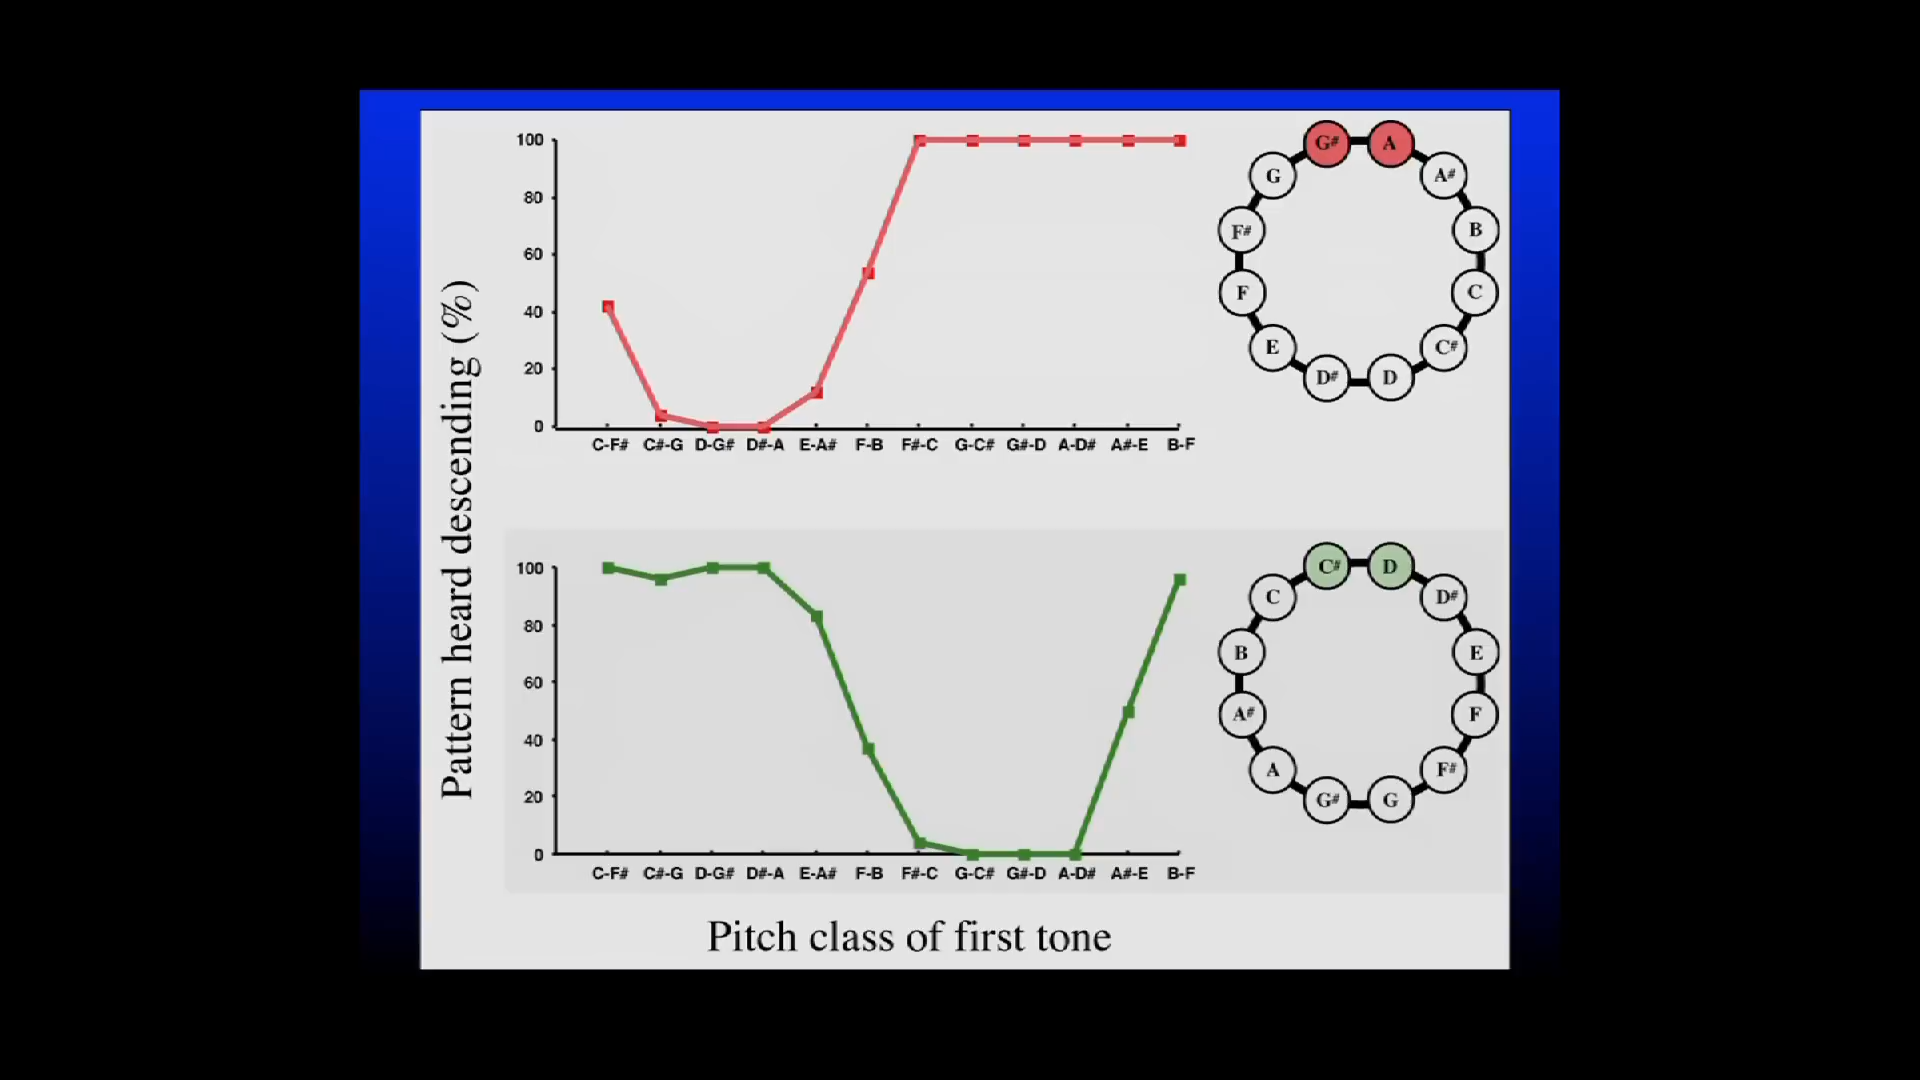 Pattern heard descending (%)
100
80
60
40
20
0
C-F# C#-G D-G# D#-A E-A# F-B F#-C G-C# G#-D A-D# A#-E B-F
G# A
G A#
F# B
F C
E C#
D# D
100
80
60
40
20
0
C-F# C#-G D-G# D#-A E-A# F-B F#-C G-C# G#-D A-D# A#-E B-F
C# D
C D#
B E
A# F
A F#
G# G
Pitch class of first tone